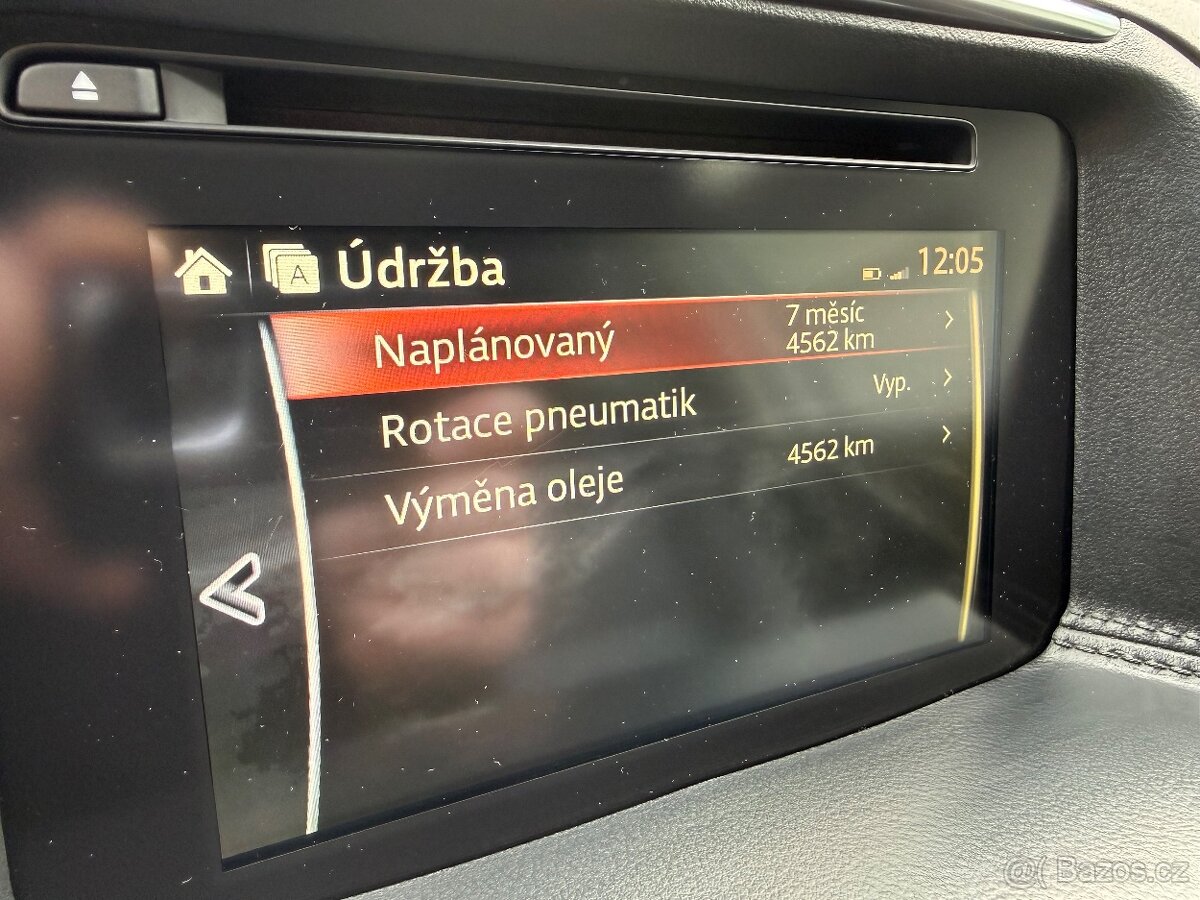 A Údržba 12:05
Naplánovaný 7 měsíc
4562 km
Rotace pneumatik Vyp.
Výměna oleje 4562 km
@( Bazos.cz